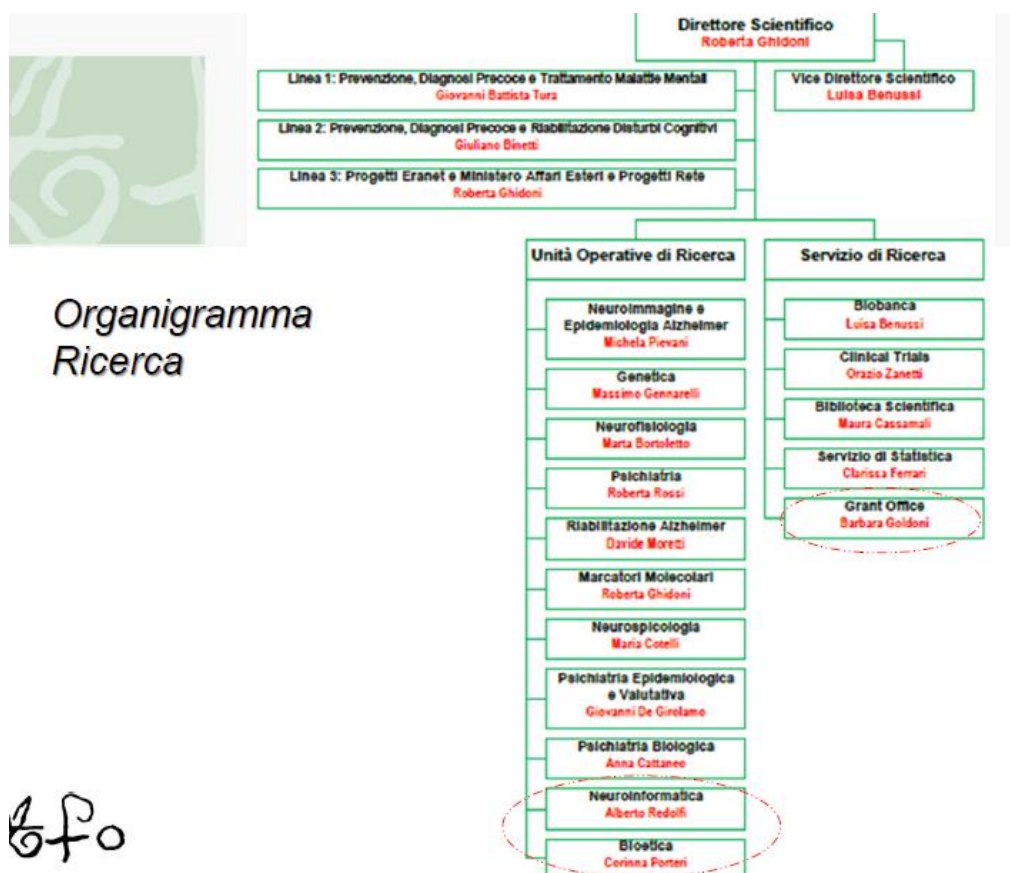 Direttore Scientifico
Roberta Ghidoni
Vice Direttore Scientifico
Luisa Benussi
Linea 1: Prevenzione, Diagnosi Precoce e Trattamento Malattie Mentali
Giovanni Battista Tura
Linea 2: Prevenzione, Diagnosi Precoce e Riabilitazione Disturbi Cognitivi
Giuliano Binetti
Linea 3: Progetti Eranet e Ministero Affari Esteri e Progetti Rete
Roberta Ghidoni
Organigramma
Ricerca
Unità Operative di Ricerca
Neuroimmagine e
Epidemiologia Alzheimer
Michela Pievani
Genetica
Massimo Gennarelli
Neurofisiologia
Marta Bortoletto
Psichiatria
Roberta Rossi
Riabilitazione Alzheimer
Davide Moretti
Marcatori Molecolari
Roberta Ghidoni
Neurospicologia
Maria Cotelli
Psichiatria Epidemiologica
e Valutativa
Giovanni De Girolamo
Psichiatria Biologica
Anna Cattaneo
Neuroinformatica
Alberto Redolfi
Bioetica
Corinna Porteri
Servizio di Ricerca
Biobanca
Luisa Benussi
Clinical Trials
Orazio Zanetti
Biblioteca Scientifica
Maura Cassamali
Servizio di Statistica
Clarissa Ferrari
Grant Office
Barbara Goldoni